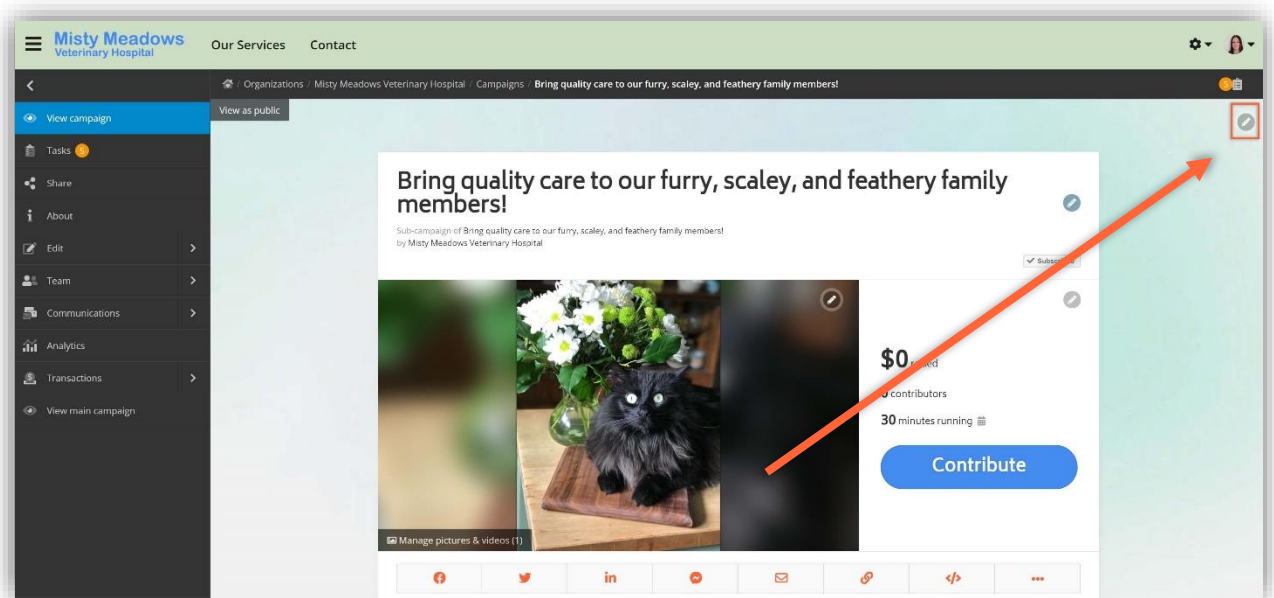 Misty Meadows
Veterinary Hospital
Our Services Contact
/ Organizations / Misty Meadows Veterinary Hospital / Campaigns / Bring quality care to our furry, scaley, and feathery family members!
5
View as public
View campaign
Tasks 5
Share
About
Edit
Team
Communications
Analytics
Transactions
View main campaign
Bring quality care to our furry, scaley, and feathery family
members!
Sub-campaign of Bring quality care to our furry, scaley, and feathery family members!
by Misty Meadows Veterinary Hospital
$0
contributors
30 minutes running
Contribute
Manage pictures & videos (1)